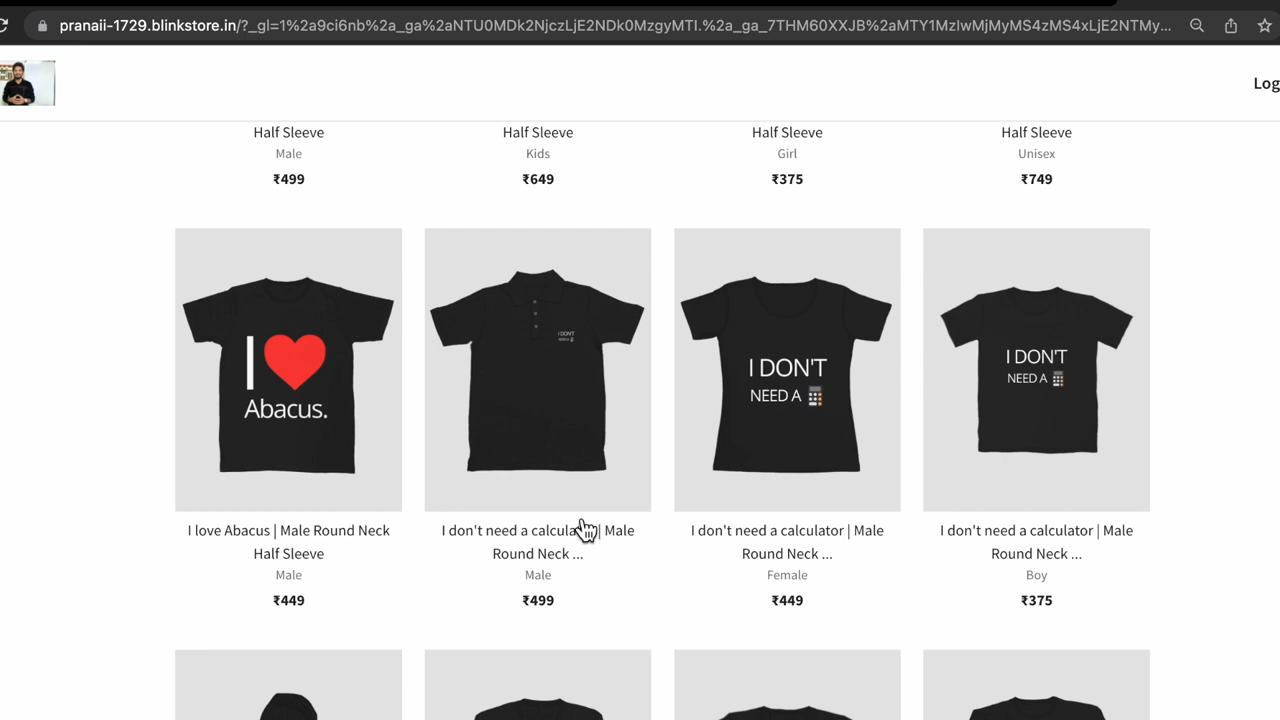 pranaii-1729.blinkstore.in/?_gl=1%2a9ci6nb%2a_ga%2aNTU0MDk2NjczLjE2NDk0MzgyMTI.%2a_ga_7THM60XXJB%2aMTY1MzIwMjMyMS4zMS4xLjE2NTMy...
Log
Half Sleeve Half Sleeve Half Sleeve Half Sleeve
Male Kids Girl Unisex
₹499 ₹649 ₹375 ₹749
I ❤️
Abacus.
I DON'T
NEED A
I DON'T
NEED A
I DON'T
NEED A
I love Abacus | Male Round Neck
Half Sleeve
Male
₹449
I don't need a calculator | Male
Round Neck ...
Male
₹499
I don't need a calculator | Male
Round Neck ...
Female
₹449
I don't need a calculator | Male
Round Neck ...
Boy
₹375